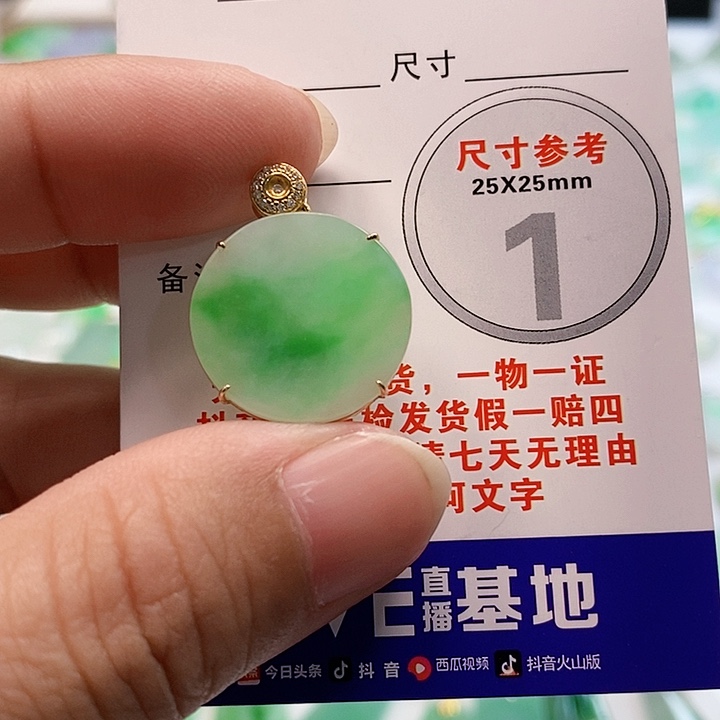 尺寸
尺寸参考
25X25mm
1
备
货，一物一证
检发货假一赔四
七天无理由
何文字
直播基地
今日头条 抖音 西瓜视频 抖音火山版